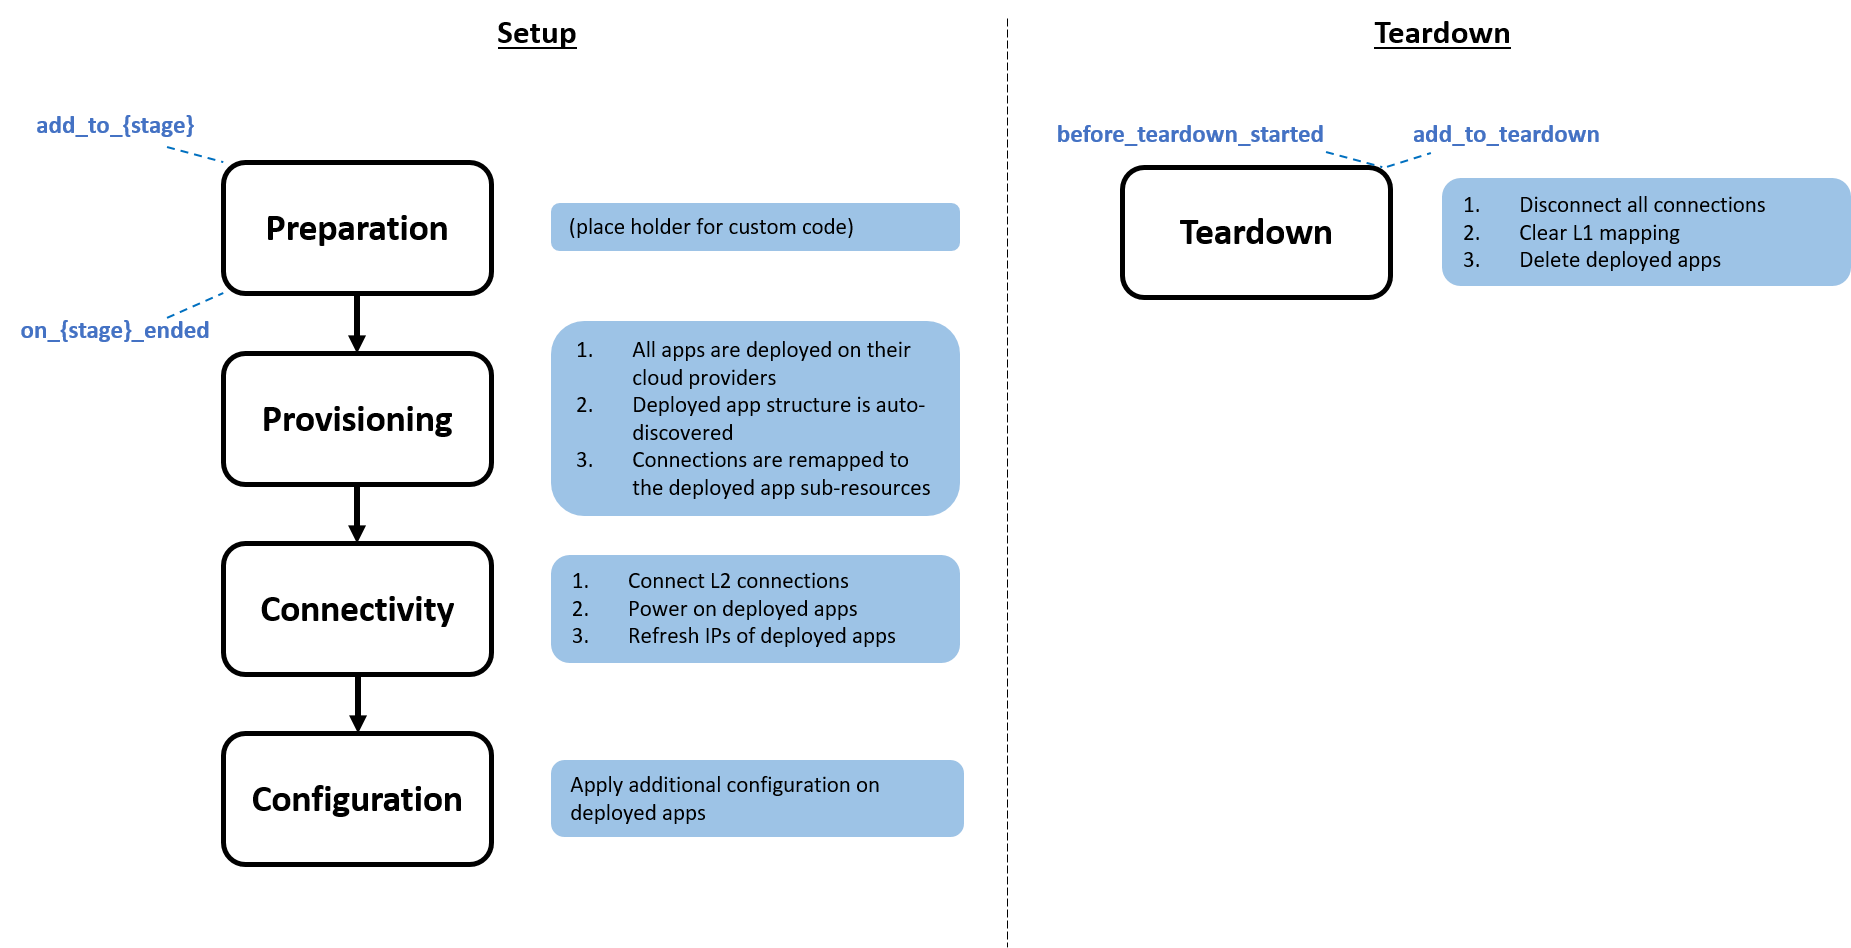 Setup
add_to_{stage}
Preparation
(place holder for custom code)
on_{stage}_ended
Provisioning
1. All apps are deployed on their
cloud providers
2. Deployed app structure is auto-
discovered
3. Connections are remapped to
the deployed app sub-resources
Connectivity
1. Connect L2 connections
2. Power on deployed apps
3. Refresh IPs of deployed apps
Configuration
Apply additional configuration on
deployed apps
Teardown
before_teardown_started
add_to_teardown
Teardown
1. Disconnect all connections
2. Clear L1 mapping
3. Delete deployed apps